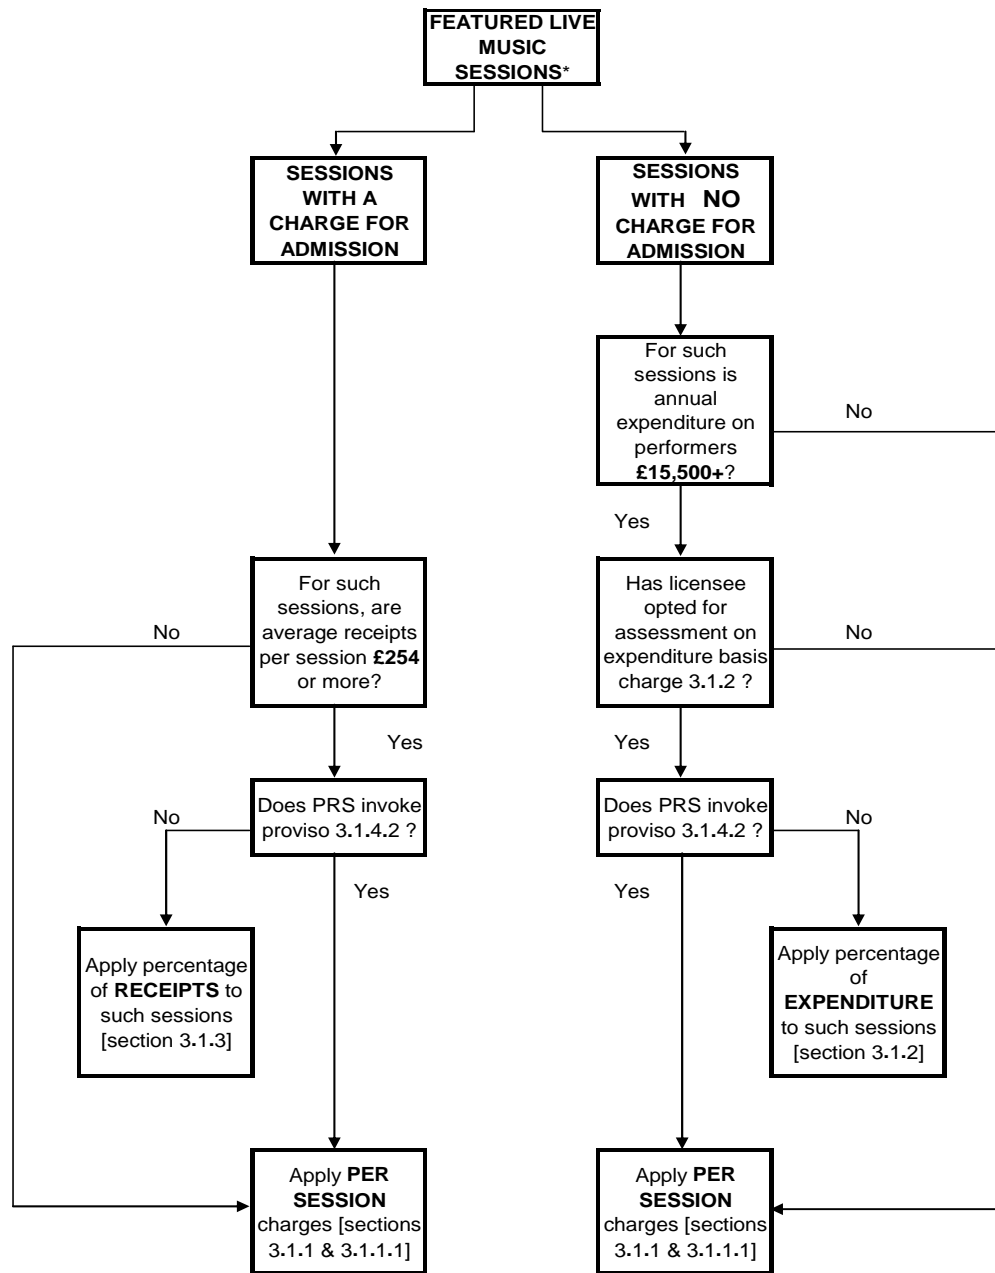 FEATURED LIVE
MUSIC
SESSIONS*
SESSIONS
WITH A
CHARGE FOR
ADMISSION
SESSIONS
WITH NO
CHARGE FOR
ADMISSION
For such
sessions is
annual
expenditure on
performers
£15,500+?
No
Yes
For such
sessions, are
average receipts
per session £254
or more?
No
Yes
Has licensee
opted for
assessment on
expenditure basis
charge 3.1.2 ?
No
Yes
Does PRS invoke
proviso 3.1.4.2 ?
No
Yes
Does PRS invoke
proviso 3.1.4.2 ?
No
Yes
Apply percentage
of RECEIPTS to
such sessions
[section 3.1.3]
Apply percentage
of
EXPENDITURE
to such sessions
[section 3.1.2]
Apply PER
SESSION
charges [sections
3.1.1 & 3.1.1.1]
Apply PER
SESSION
charges [sections
3.1.1 & 3.1.1.1]